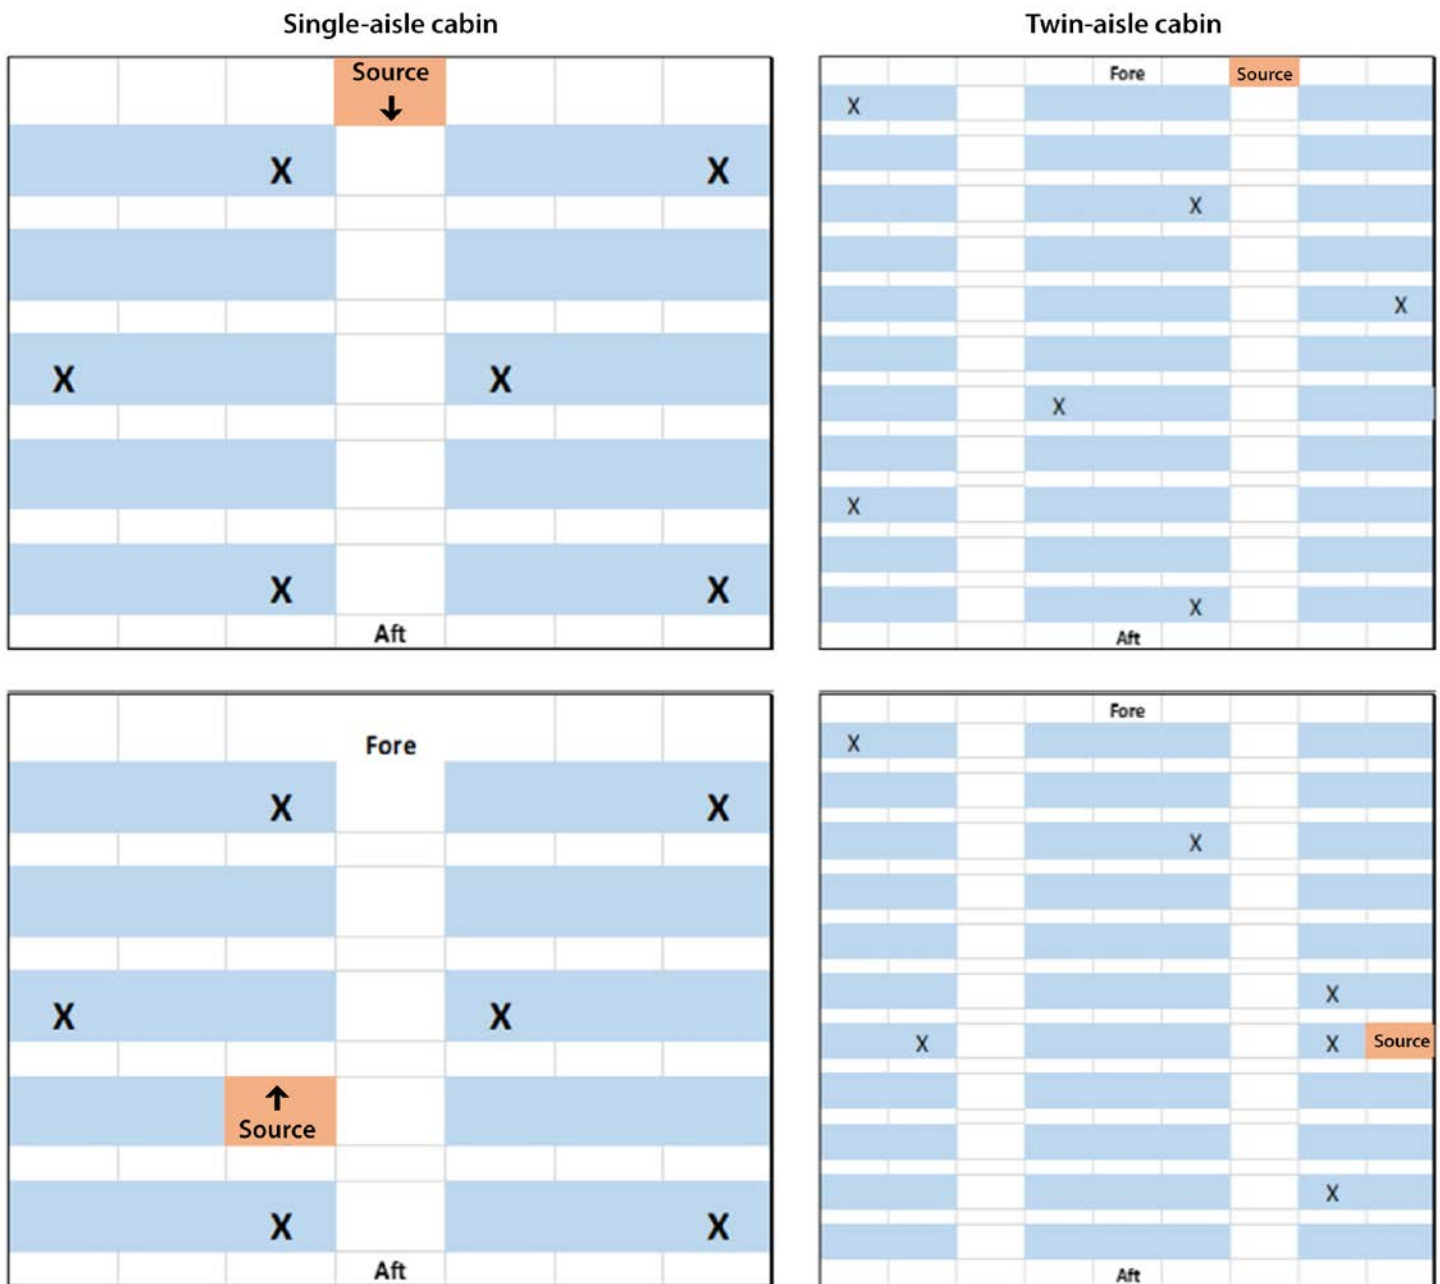 Single-aisle cabin
Source
↓
X X
X X
X X
Aft
Twin-aisle cabin
Fore Source
X
X
X
X
X
X
Aft
Fore
X X
X X
↑
Source
X X
Aft
Fore
X
X
X
X X Source
X
Aft